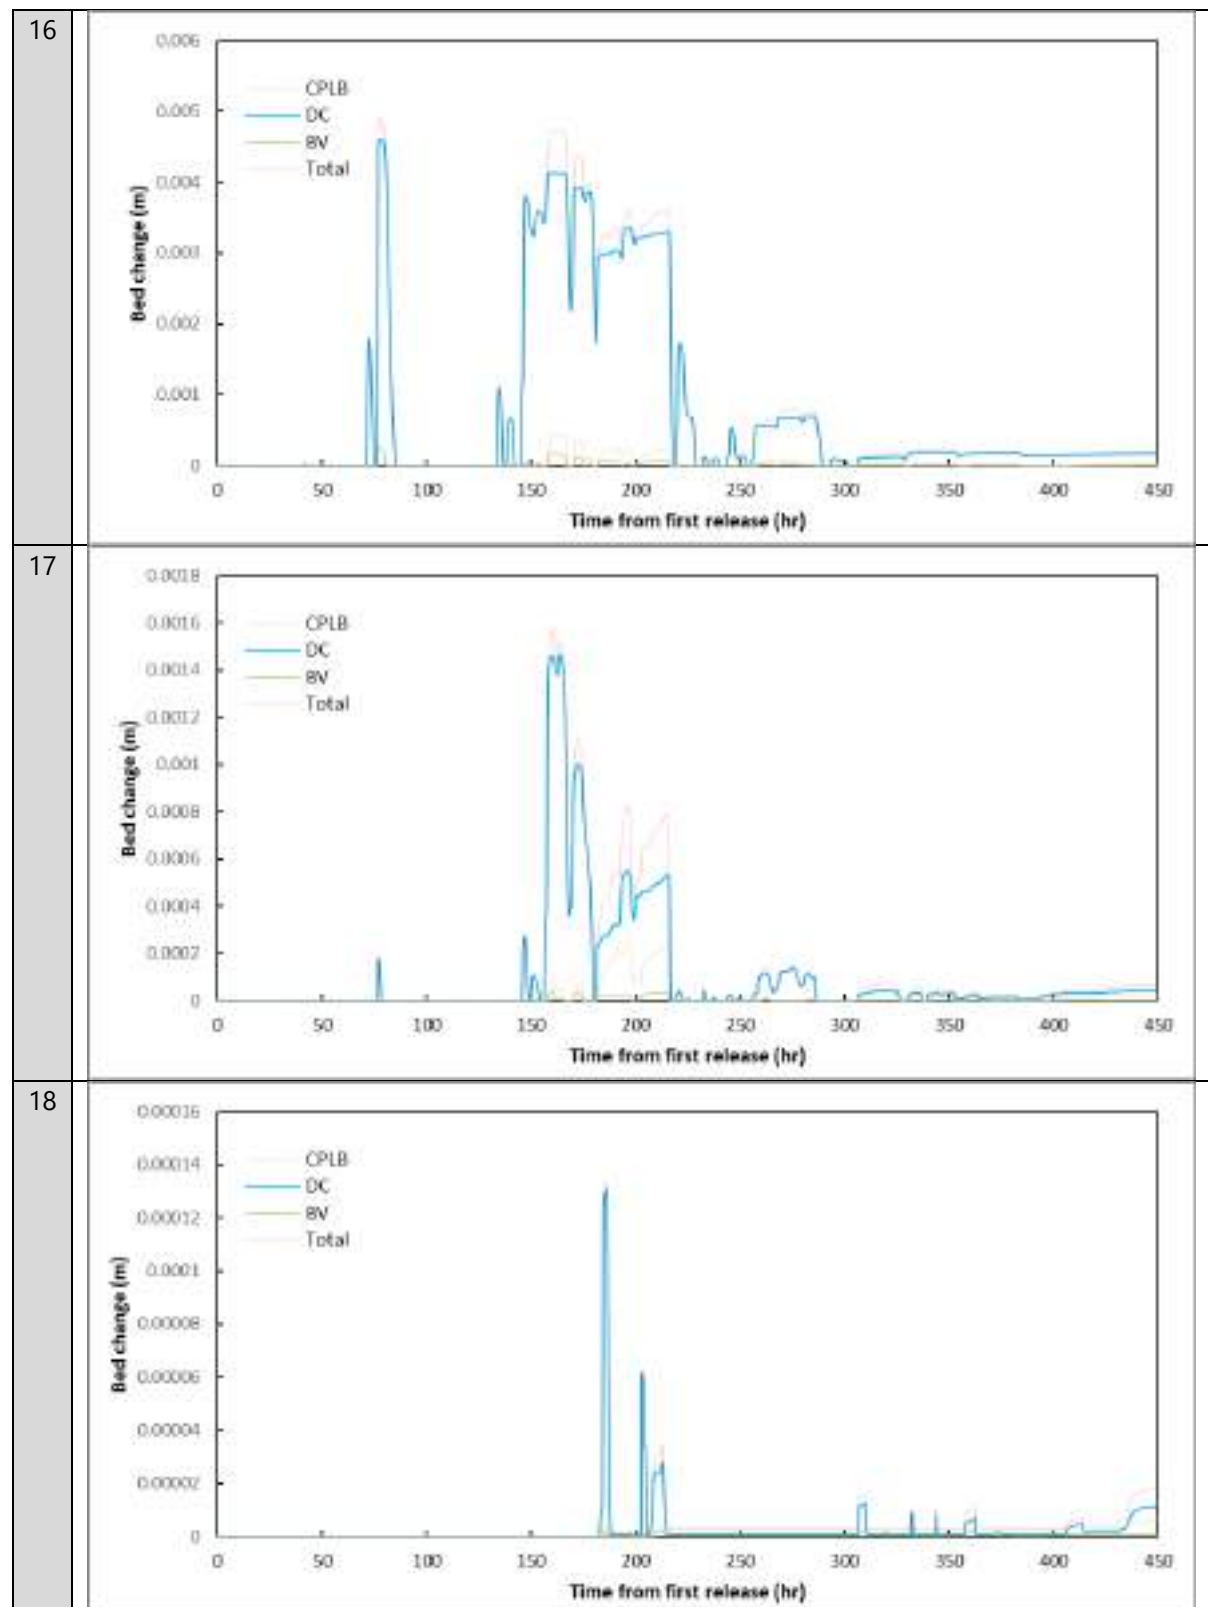 16
0.006
0.005
0.004
0.003
0.002
0.001
0
CPLB
DC
BV
Total
Bed change (m)
0 50 100 150 200 250 300 350 400 450
Time from first release (hr)
17
0.0018
0.0016
0.0014
0.0012
0.001
0.0008
0.0006
0.0004
0.0002
0
CPLB
DC
BV
Total
Bed change (m)
0 50 100 150 200 250 300 350 400 450
Time from first release (hr)
18
0.00016
0.00014
0.00012
0.0001
0.00008
0.00006
0.00004
0.00002
0
CPLB
DC
BV
Total
Bed change (m)
0 50 100 150 200 250 300 350 400 450
Time from first release (hr)